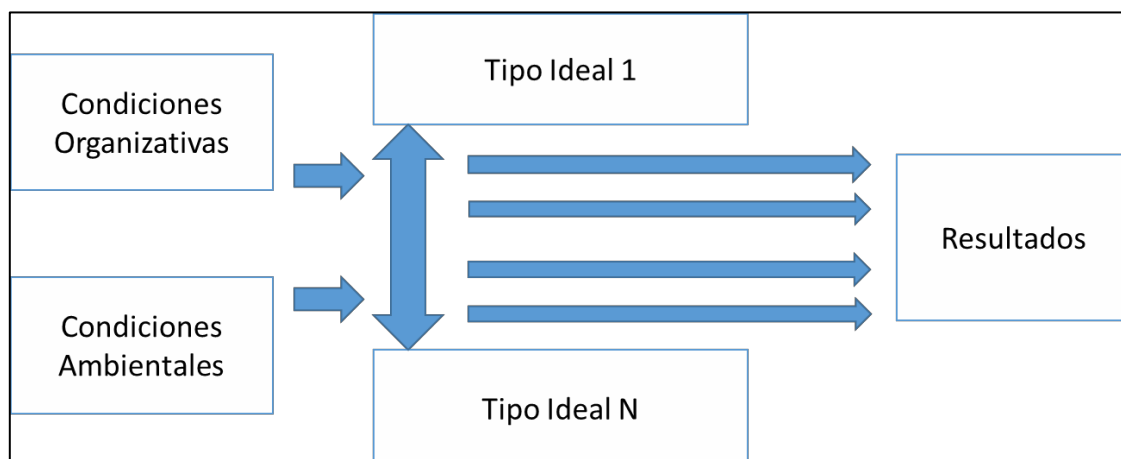 Tipo Ideal 1
Condiciones
Organizativas
Resultados
Condiciones
Ambientales
Tipo Ideal N